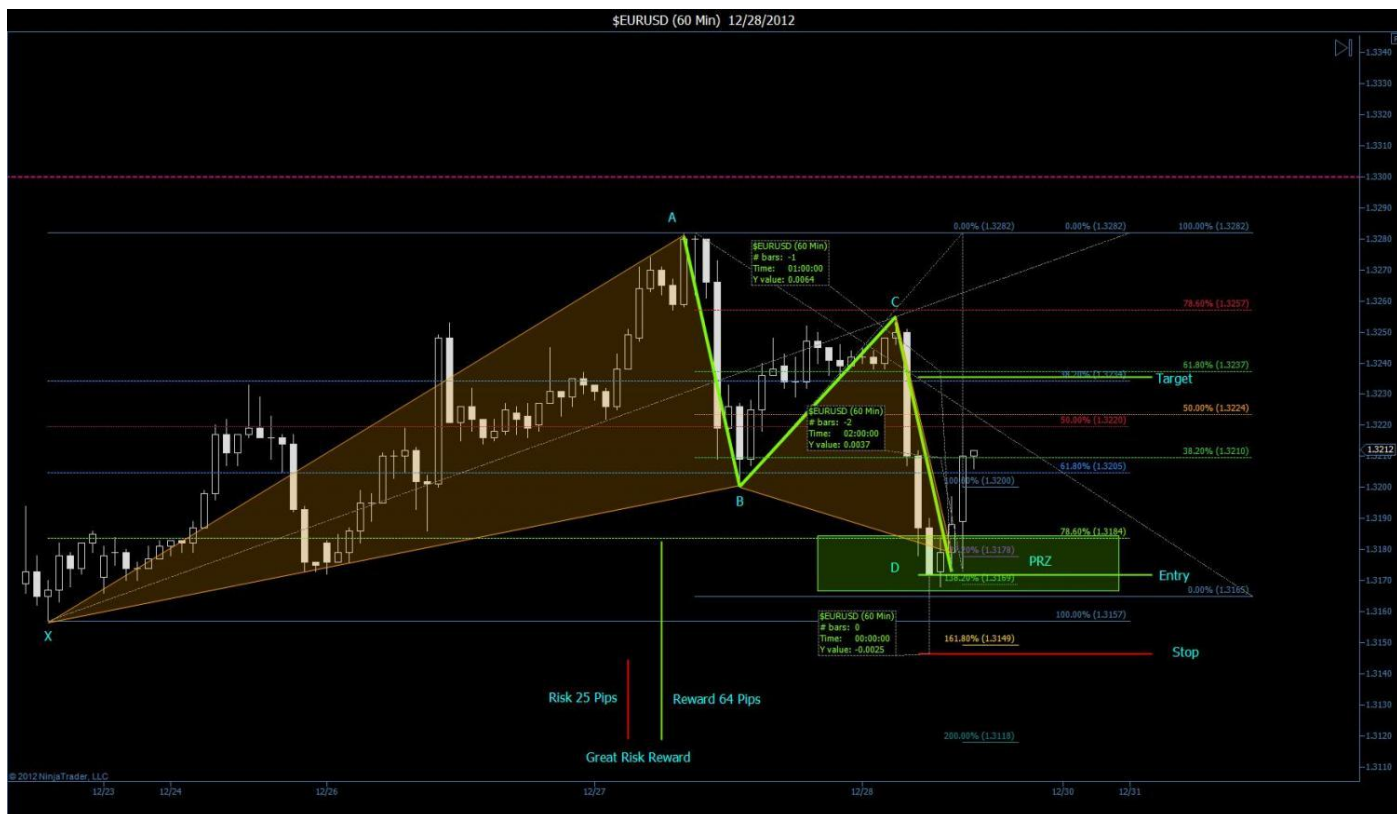 $EURUSD (60 Min) 12/28/2012
1.3340
1.3330
1.3320
1.3310
1.3300
1.3290
1.3280
1.3270
1.3260
1.3250
1.3240
1.3230
1.3220
1.3212
1.3200
1.3190
1.3180
1.3170
1.3160
1.3150
1.3140
1.3130
1.3120
1.3110
A
0.00% (1.3282)
0.00% (1.3282)
100.00% (1.3282)
$EURUSD (60 Min)
# bars: -1
Time: 01:00:00
Y value: 0.0064
C
78.60% (1.3257)
61.80% (1.3237)
38.20% (1.3234)
Target
$EURUSD (60 Min)
# bars: -2
Time: 02:00:00
Y value: 0.0037
50.00% (1.3224)
50.00% (1.3220)
38.20% (1.3210)
61.80% (1.3205)
100.00% (1.3200)
B
78.60% (1.3184)
PRZ
D
138.20% (1.3169)
Entry
0.00% (1.3165)
X
$EURUSD (60 Min)
# bars: 0
Time: 00:00:00
Y value: -0.0025
100.00% (1.3157)
161.80% (1.3149)
Stop
Risk 25 Pips
Reward 64 Pips
Great Risk Reward
200.00% (1.3118)
© 2012 NinjaTrader, LLC
12/23
12/24
12/26
12/27
12/28
12/30
12/31